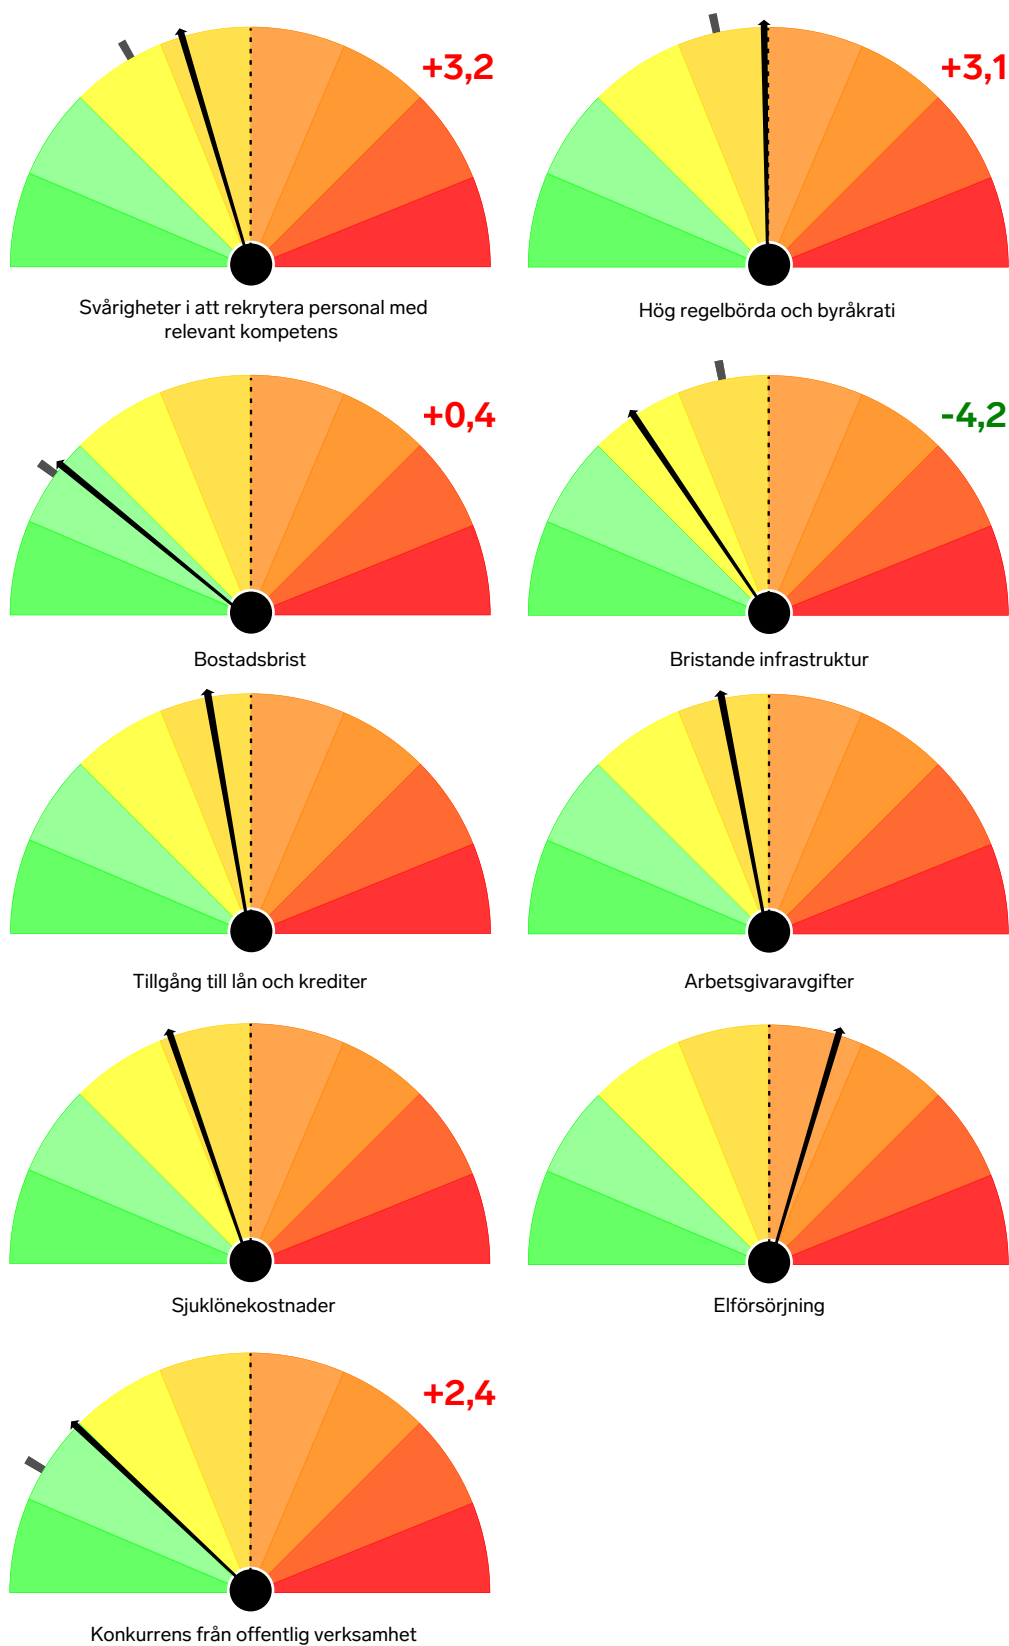 +3,2
+3,1
Svårigheter i att rekrytera personal med
relevant kompetens
Hög regelbörda och byråkrati
+0,4
-4,2
Bostadsbrist
Bristande infrastruktur
Tillgång till lån och krediter
Arbetsgivaravgifter
Sjuklönekostnader
Elförsörjning
+2,4
Konkurrens från offentlig verksamhet